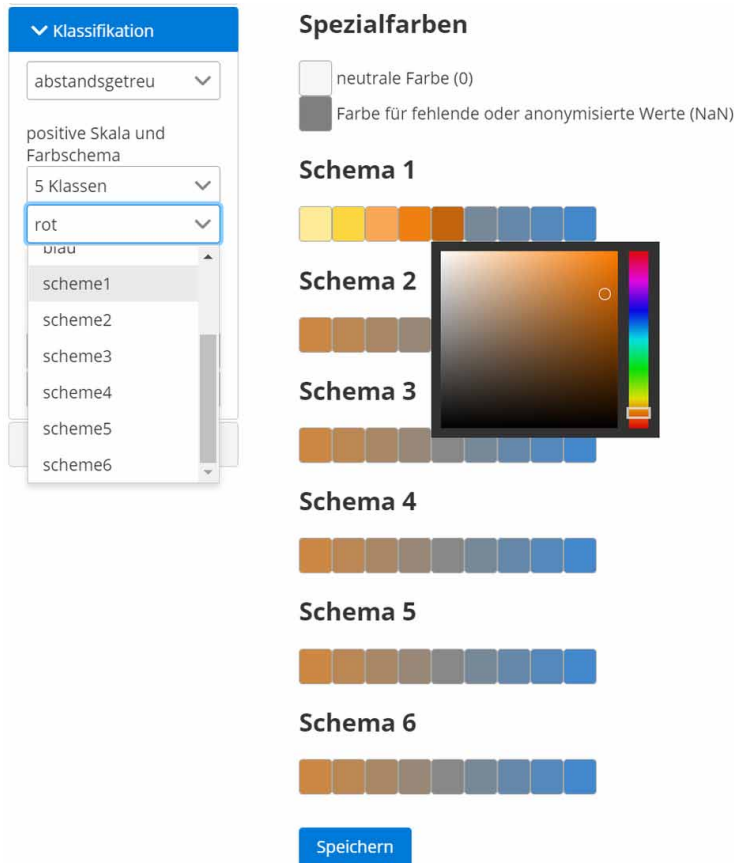 Klassifikation
abstandsgetreu
positive Skala und
Farbschema
5 Klassen
rot
blau
scheme1
scheme2
scheme3
scheme4
scheme5
scheme6
Spezialfarben
neutrale Farbe (0)
Farbe für fehlende oder anonymisierte Werte (NaN)
Schema 1
Schema 2
Schema 3
Schema 4
Schema 5
Schema 6
Speichern